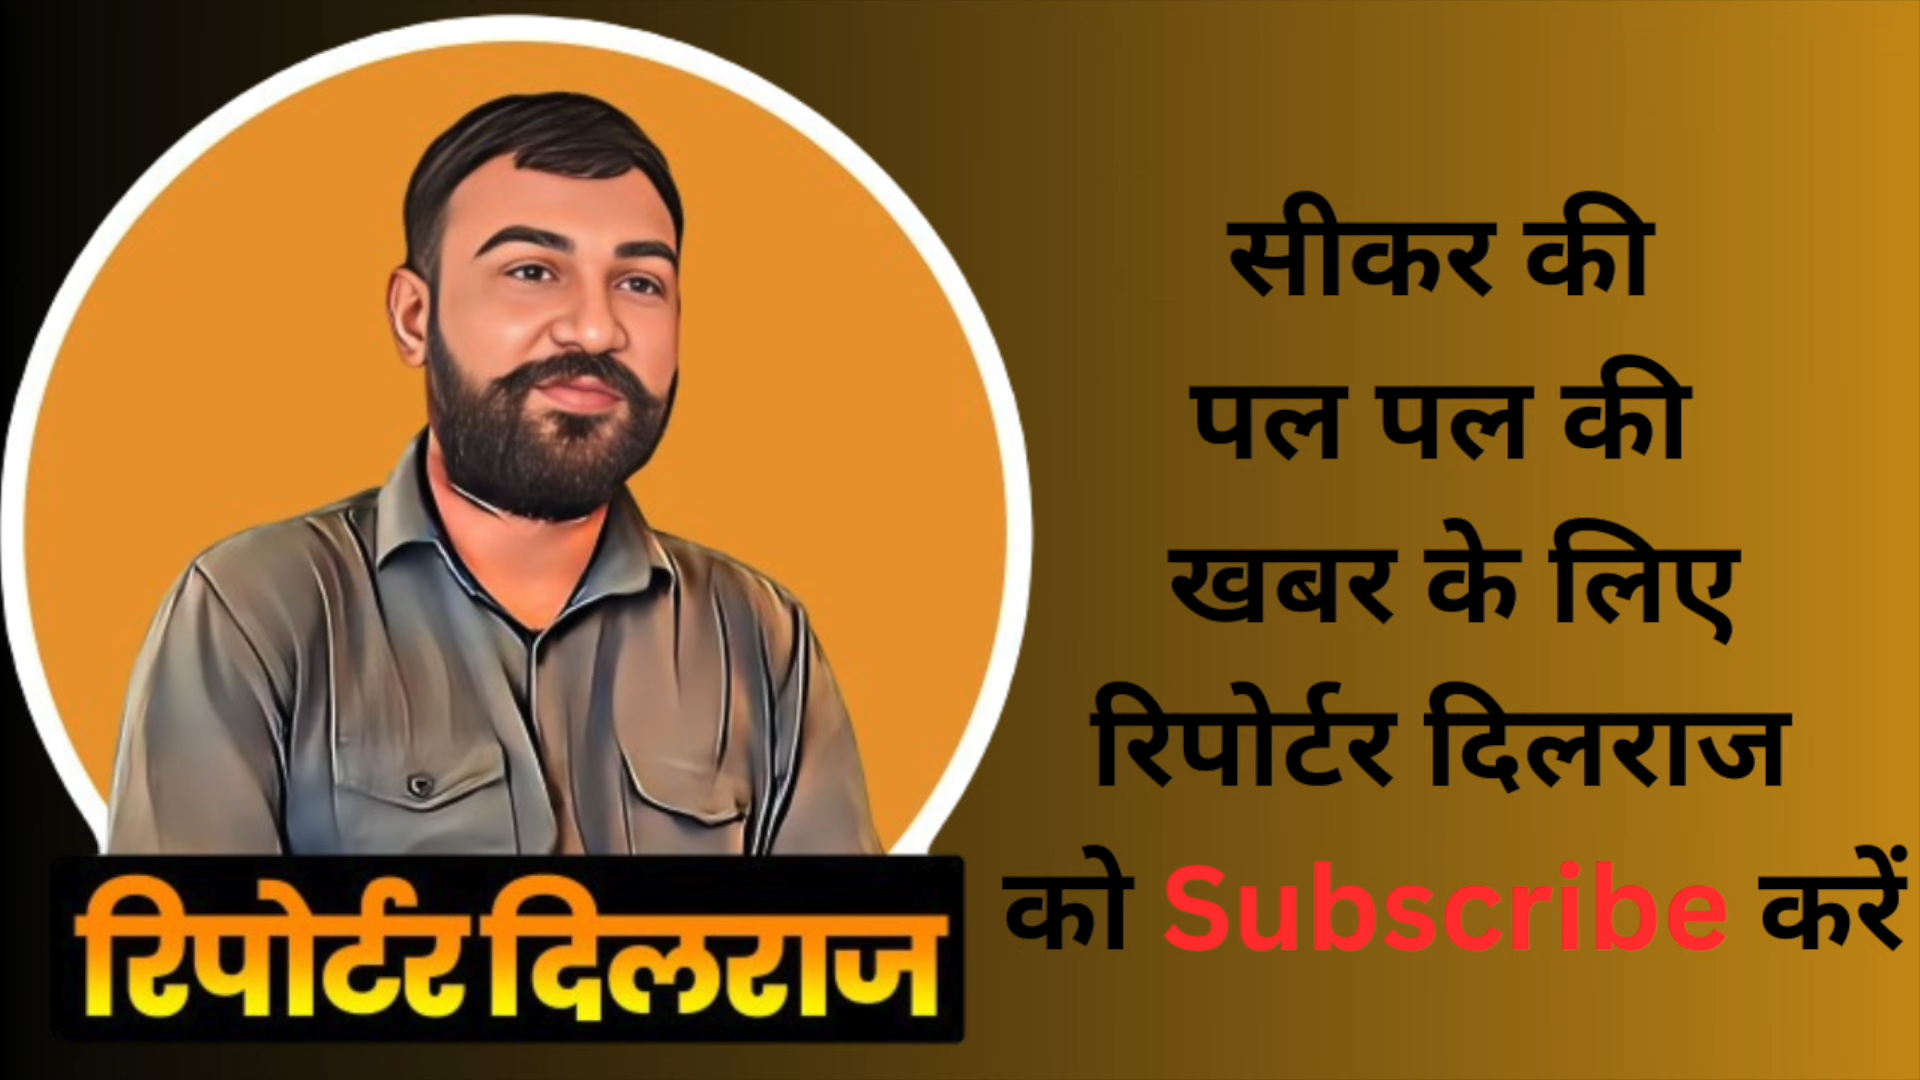 सीकर की
पल पल की
खबर के लिए
रिपोर्टर दिलराज
को Subscribe करें
रिपोर्टर दिलराज